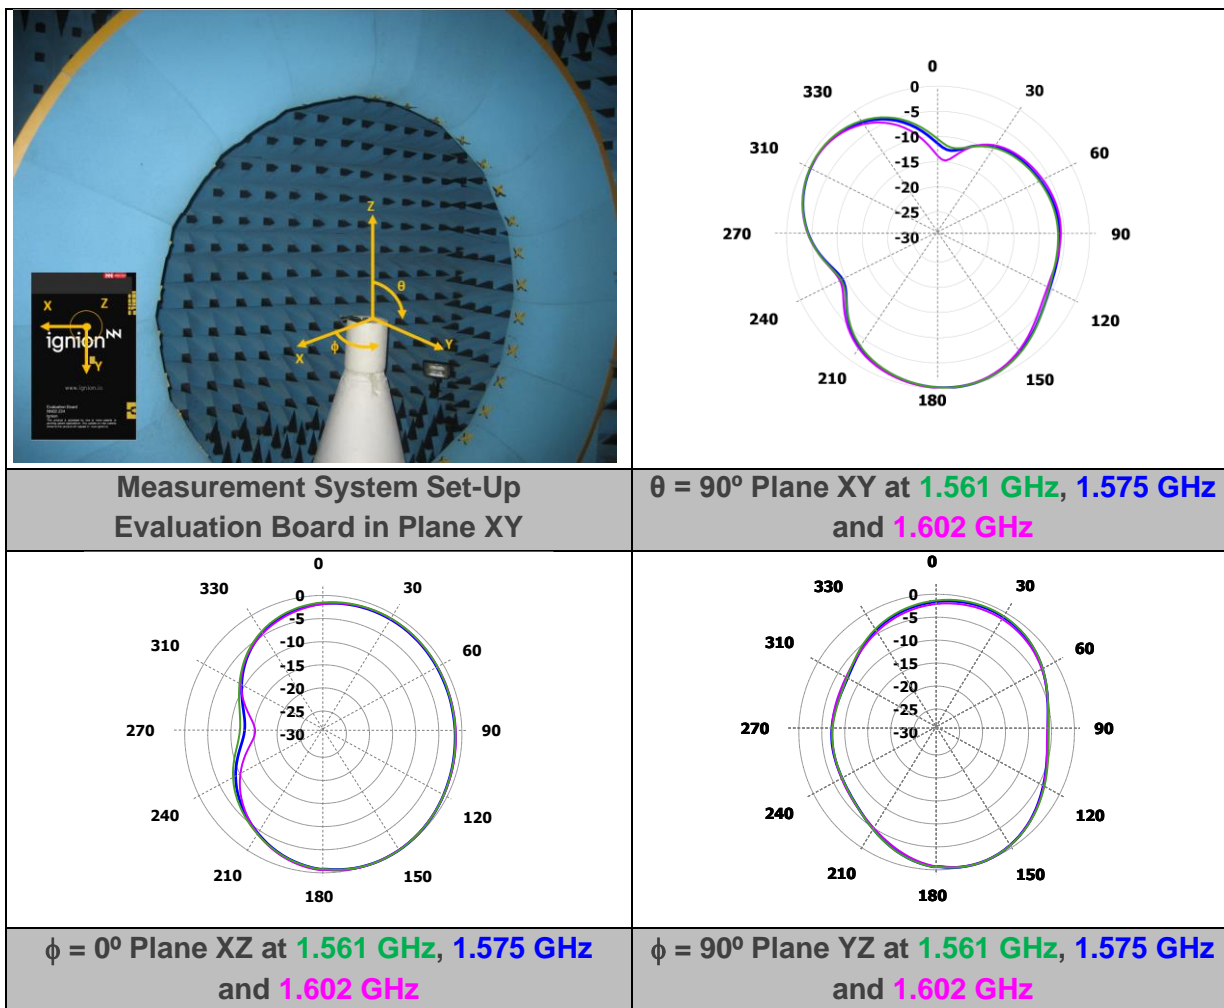 Z
θ
X
ϕ
Y
X
Z
ignion
Y
www.ignion.io
Evaluation Board
ignion
0
330
30
310
60
270
90
240
120
210
150
180
0
-5
-10
-15
-20
-25
-30
Measurement System Set-Up
Evaluation Board in Plane XY
θ = 90º Plane XY at 1.561 GHz, 1.575 GHz
and 1.602 GHz
0
330
30
310
60
270
90
240
120
210
150
180
0
-5
-10
-15
-20
-25
-30
0
330
30
310
60
270
90
240
120
210
150
180
0
-5
-10
-15
-20
-25
-30
ϕ = 0º Plane XZ at 1.561 GHz, 1.575 GHz
and 1.602 GHz
ϕ = 90º Plane YZ at 1.561 GHz, 1.575 GHz
and 1.602 GHz